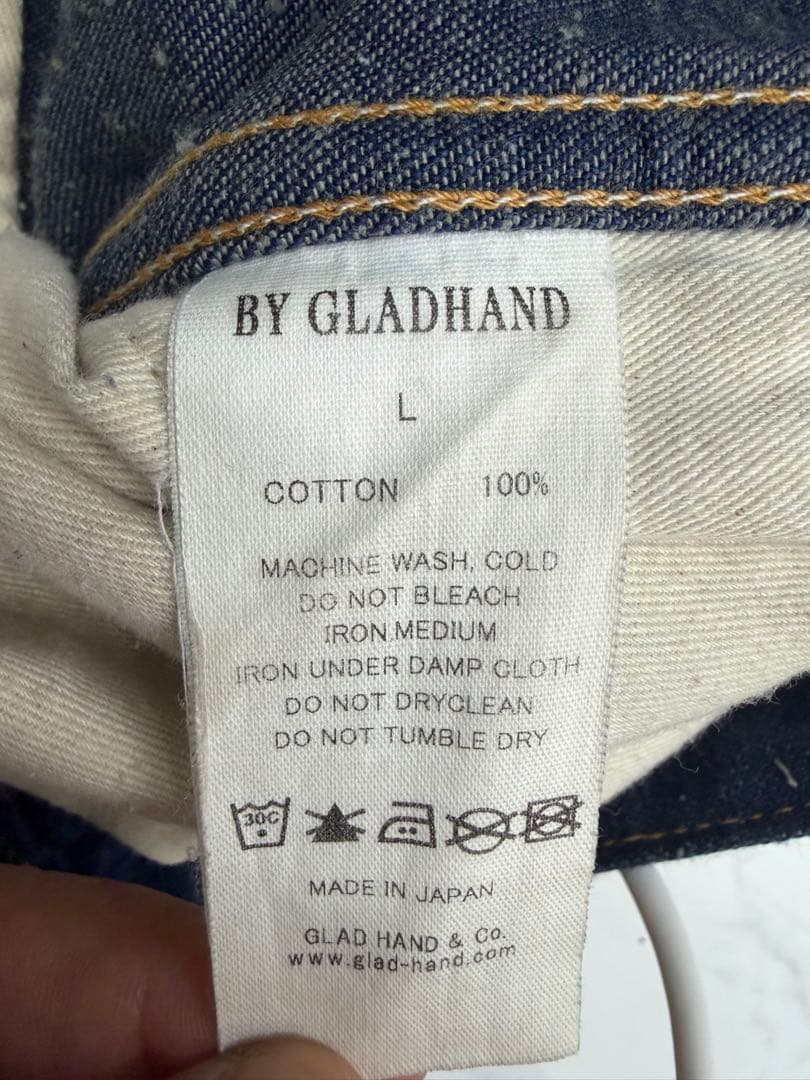 BY GLADHAND
L
COTTON 100%
MACHINE WASH, COLD
DO NOT BLEACH
IRON MEDIUM
IRON UNDER DAMP CLOTH
DO NOT DRYCLEAN
DO NOT TUMBLE DRY
30C
MADE IN JAPAN
GLAD HAND & Co.
www.glad-hand.com